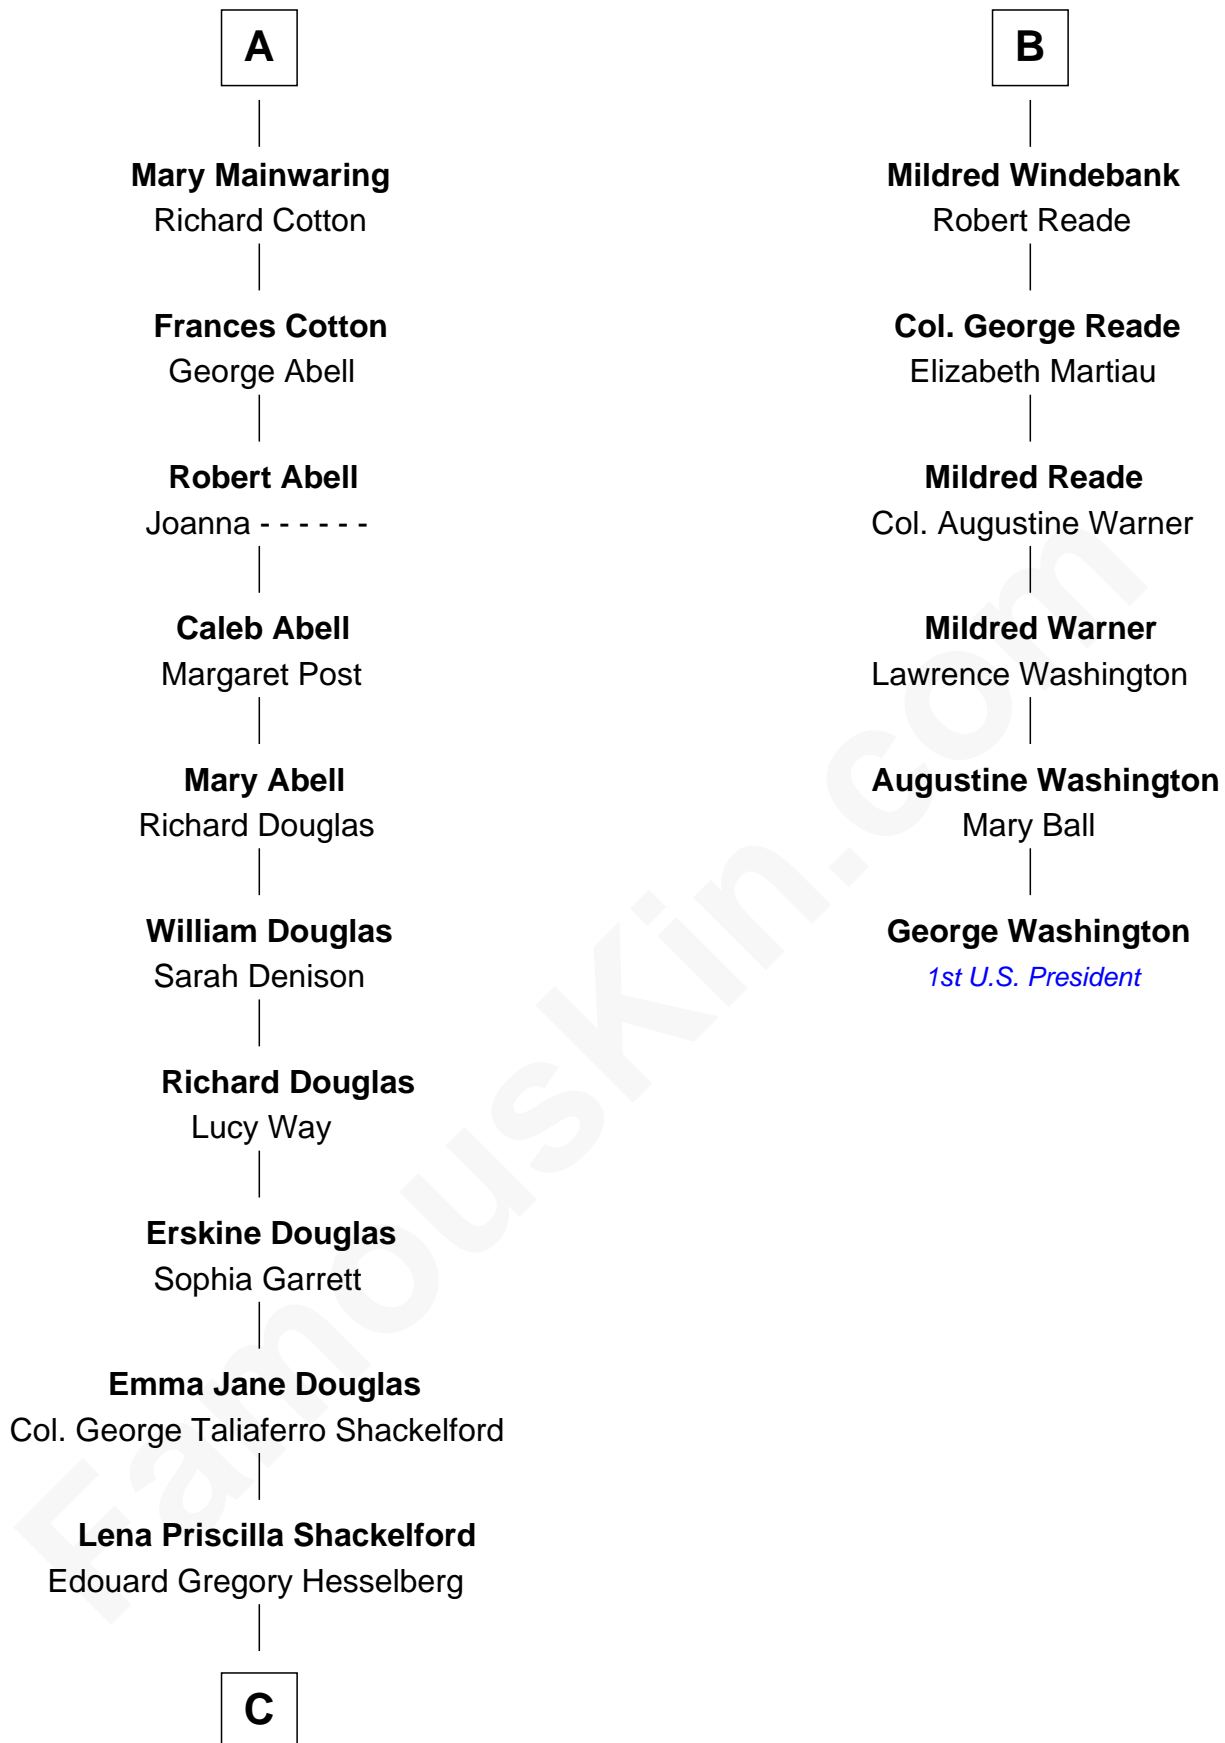 A
Mary Mainwaring
Richard Cotton
Frances Cotton
George Abell
Robert Abell
Joanna - - - - - -
Caleb Abell
Margaret Post
Mary Abell
Richard Douglas
William Douglas
Sarah Denison
Richard Douglas
Lucy Way
Erskine Douglas
Sophia Garrett
Emma Jane Douglas
Col. George Taliaferro Shackelford
Lena Priscilla Shackelford
Edouard Gregory Hesselberg
C
B
Mildred Windebank
Robert Reade
Col. George Reade
Elizabeth Martiau
Mildred Reade
Col. Augustine Warner
Mildred Warner
Lawrence Washington
Augustine Washington
Mary Ball
George Washington
1st U.S. President
FamousKin.com